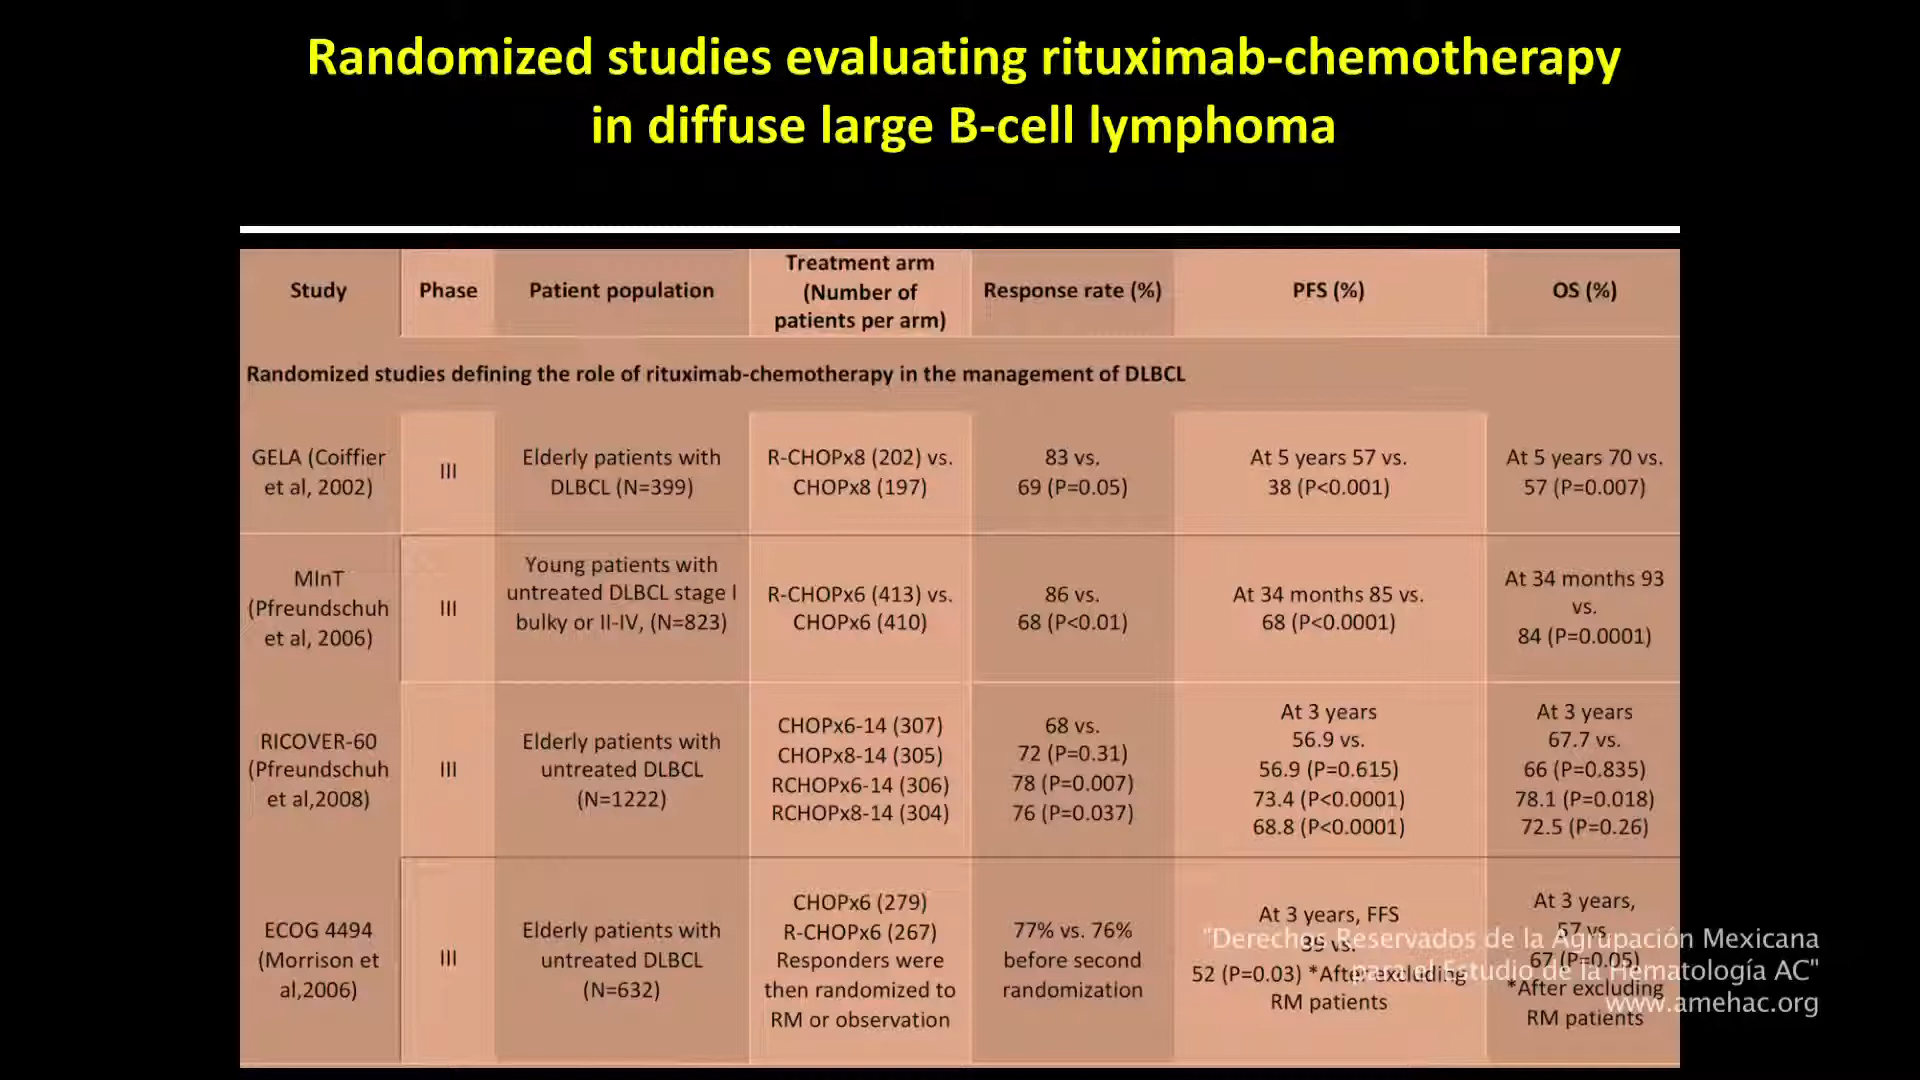 Randomized studies evaluating rituximab-chemotherapy
in diffuse large B-cell lymphoma
Study
Phase
Patient population
Treatment arm
(Number of
patients per arm)
Response rate (%)
PFS (%)
OS (%)
Randomized studies defining the role of rituximab-chemotherapy in the management of DLBCL
GELA (Coiffier
et al, 2002)
III
Elderly patients with
DLBCL (N=399)
R-CHOPx8 (202) vs.
CHOPx8 (197)
83 vs.
69 (P=0.05)
At 5 years 57 vs.
38 (P<0.001)
At 5 years 70 vs.
57 (P=0.007)
MInT
(Pfreundschuh
et al, 2006)
III
Young patients with
untreated DLBCL stage I
bulky or II-IV, (N=823)
R-CHOPx6 (413) vs.
CHOPx6 (410)
86 vs.
68 (P<0.01)
At 34 months 85 vs.
68 (P<0.0001)
At 34 months 93
vs.
84 (P=0.0001)
RICOVER-60
(Pfreundschuh
et al,2008)
III
Elderly patients with
untreated DLBCL
(N=1222)
CHOPx6-14 (307)
CHOPx8-14 (305)
RCHOPx6-14 (306)
RCHOPx8-14 (304)
68 vs.
72 (P=0.31)
78 (P=0.007)
76 (P=0.037)
At 3 years
56.9 vs.
56.9 (P=0.615)
73.4 (P<0.0001)
68.8 (P<0.0001)
At 3 years
67.7 vs.
66 (P=0.835)
78.1 (P=0.018)
72.5 (P=0.26)
ECOG 4494
(Morrison et
al,2006)
III
Elderly patients with
untreated DLBCL
(N=632)
CHOPx6 (279)
R-CHOPx6 (267)
Responders were
then randomized to
RM or observation
77% vs. 76%
before second
randomization
At 3 years, FFS
39 vs.
52 (P=0.03) *After excluding
RM patients
At 3 years,
57 vs.
67 (P=0.05)
*After excluding
RM patients
"Derechos Reservados de la Agrupación Mexicana
para el Estudio de la Hematología AC"
www.amehac.org